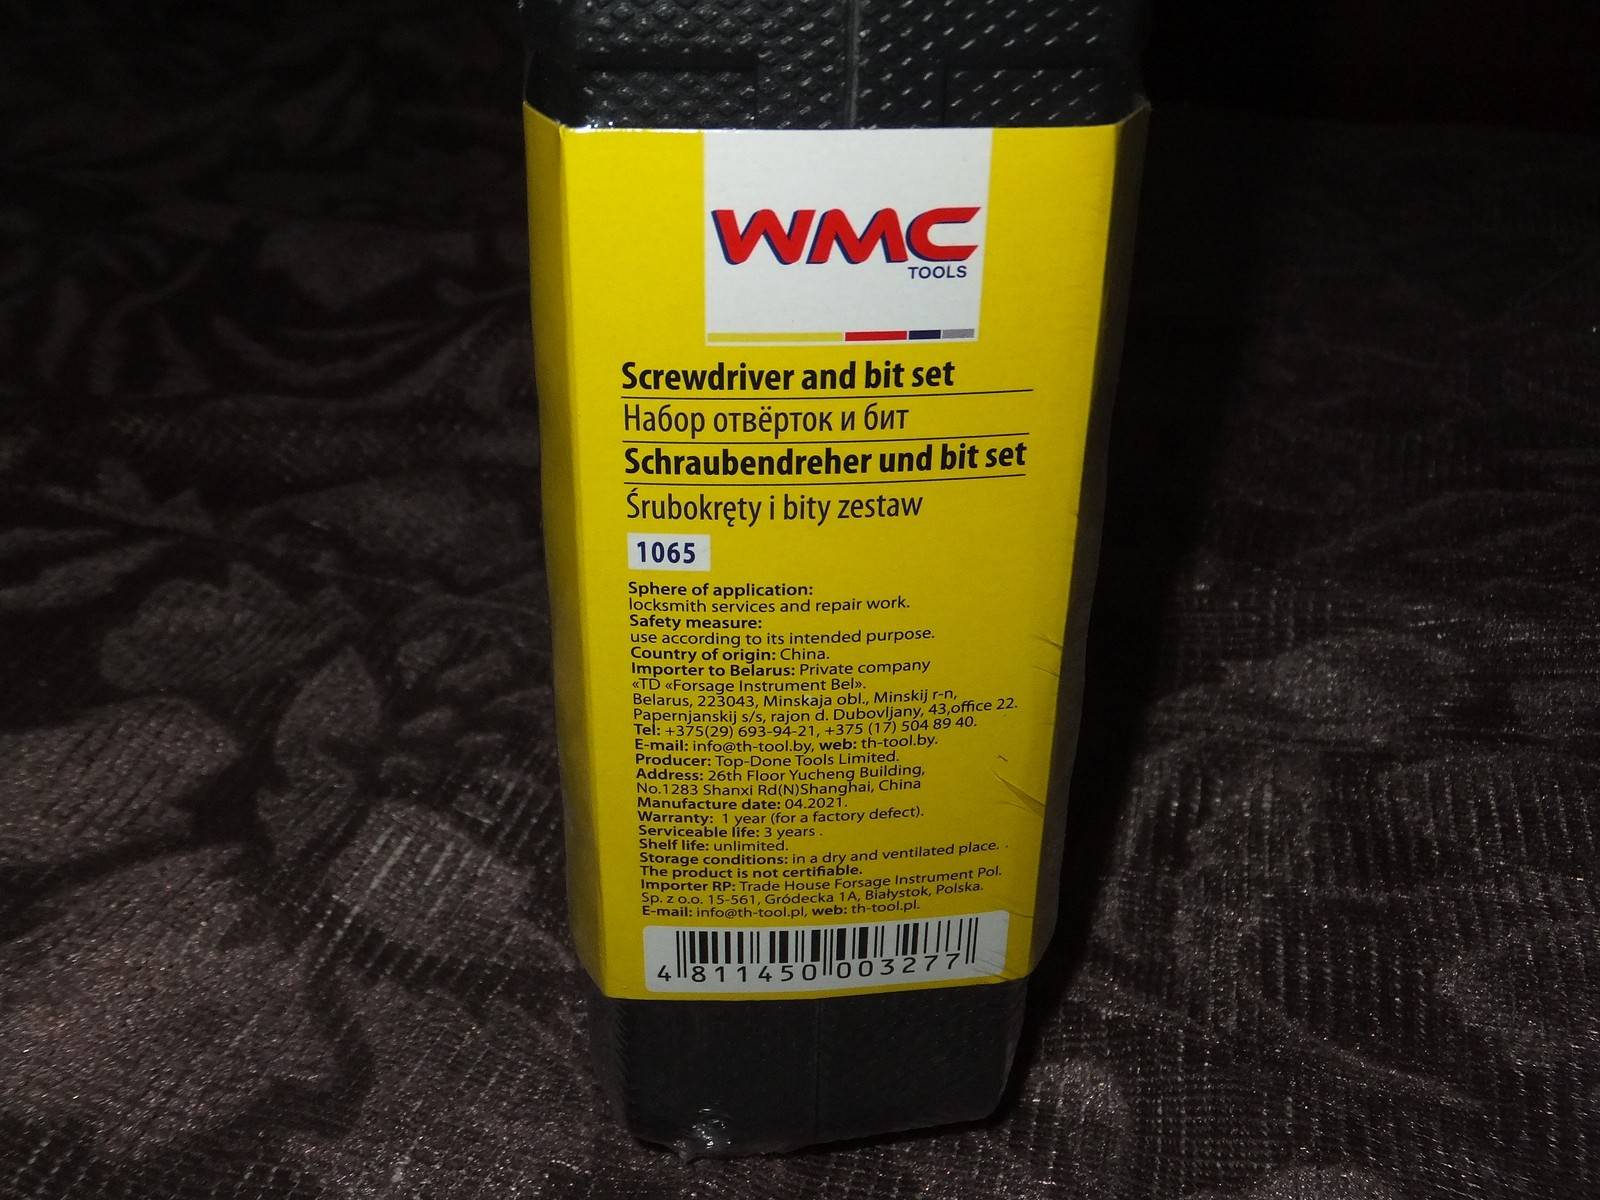 WMC
TOOLS
Screwdriver and bit set
Набор отвёрток и бит
Schraubendreher und bit set
Śrubokręty i bity zestaw
1065
Sphere of application:
locksmith services and repair work.
Safety measure:
use according to its intended purpose.
Country of origin: China.
Importer to Belarus: Private company
«TD «Forsage Instrument Bel».
Belarus, 223043, Minskaja obl., Minskij r-n,
Papernjanskij s/s, rajon d. Dubovljany, 43,office 22.
Tel: +375(29) 693-94-21, +375 (17) 504 89 40.
E-mail: info@th-tool.by, web: th-tool.by.
Producer: Top-Done Tools Limited.
Address: 26th Floor Yucheng Building,
No.1283 Shanxi Rd(N)Shanghai, China
Manufacture date: 04.2021.
Warranty: 1 year (for a factory defect).
Serviceable life: 3 years .
Shelf life: unlimited.
Storage conditions: in a dry and ventilated place. .
The product is not certifiable.
Importer RP: Trade House Forsage Instrument Pol.
Sp. z o.o. 15-561, Gródecka 1A, Białystok, Polska.
E-mail: info@th-tool.pl, web: th-tool.pl.
4 811450 003277